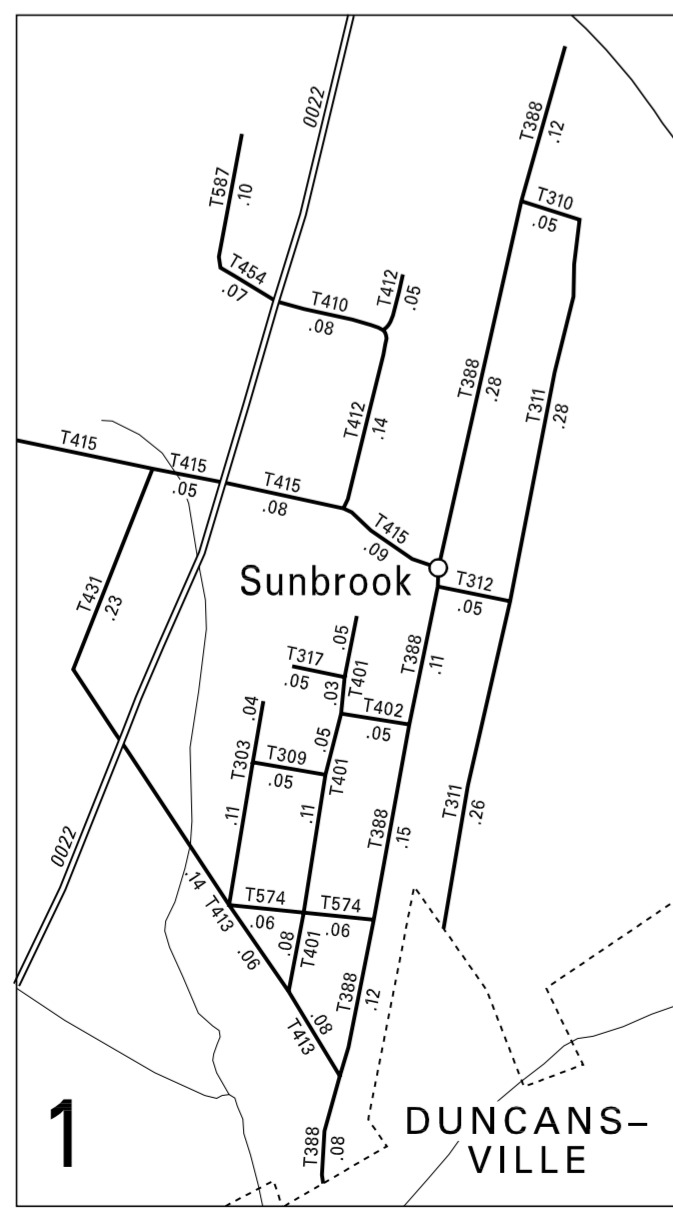 0022
T388
.12
T587
.10
T310
.05
T454
.07
T412
.05
T410
.08
T388
.28
T311
.28
T412
.14
T415
T415
.05
T415
.08
T415
.09
Sunbrook
T312
.05
T431
.23
.05
T388
.11
T317
.05
T401
.03
T402
.05
.04
T303
.05
T309
.05
T401
T311
.26
.11
.11
T388
.15
0022
.14
T413
T574
.06
T574
.06
.06
.08
T401
T388
.12
.08
T413
1
DUNCANS–
VILLE
T388
.08